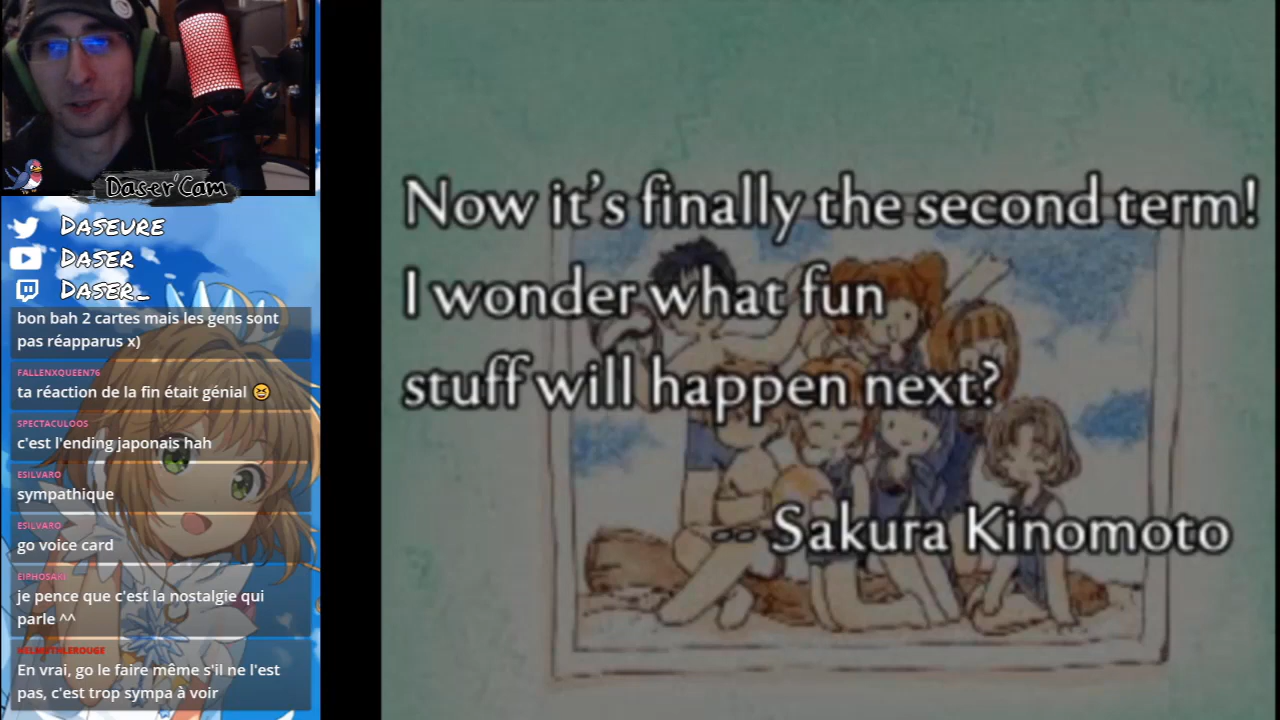 Daser'Cam
DASEURE
DASER
DASER_
bon bah 2 cartes mais les gens sont
pas réapparus x)
FALLENXQUEEN76
ta réaction de la fin était génial 😆
SPECTACULOOS
c'est l'ending japonais hah
ESILVARO
sympathique
ESILVARO
go voice card
EIPHOSAKI
je pence que c'est la nostalgie qui
parle ^^
En vrai, go le faire même s'il ne l'est
pas, c'est trop sympa à voir
Now it's finally the second term!
I wonder what fun
stuff will happen next?
-- Sakura Kinomoto